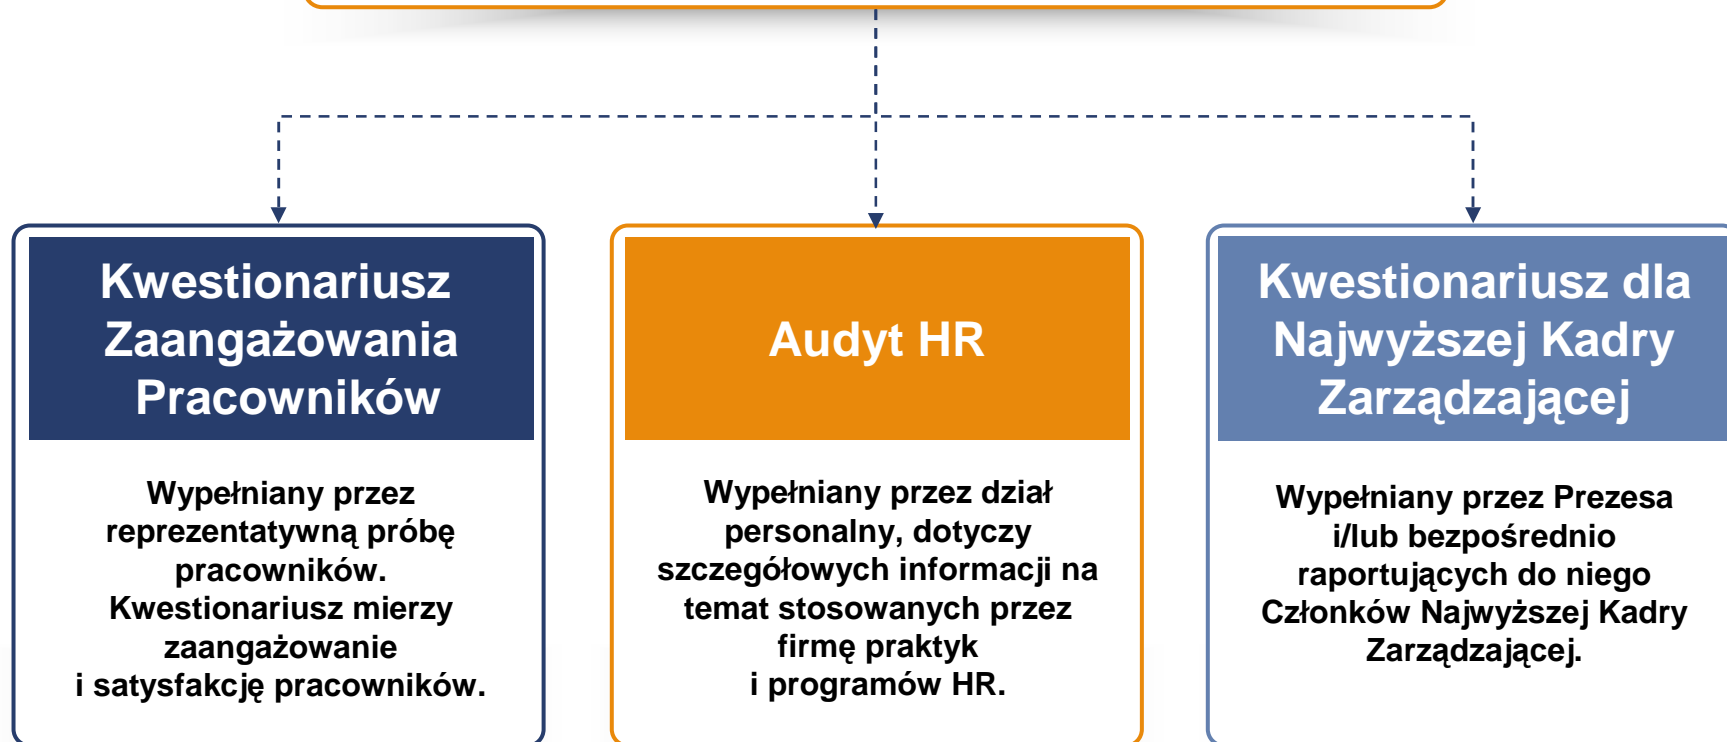 Kwestionariusz
Zaangażowania
Pracowników
Wypełniany przez
reprezentatywną próbę
pracowników.
Kwestionariusz mierzy
zaangażowanie
i satysfakcję pracowników.
Audyt HR
Wypełniany przez dział
personalny, dotyczy
szczegółowych informacji na
temat stosowanych przez
firmę praktyk
i programów HR.
Kwestionariusz dla
Najwyższej Kadry
Zarządzającej
Wypełniany przez Prezesa
i/lub bezpośrednio
raportujących do niego
Członków Najwyższej Kadry
Zarządzającej.